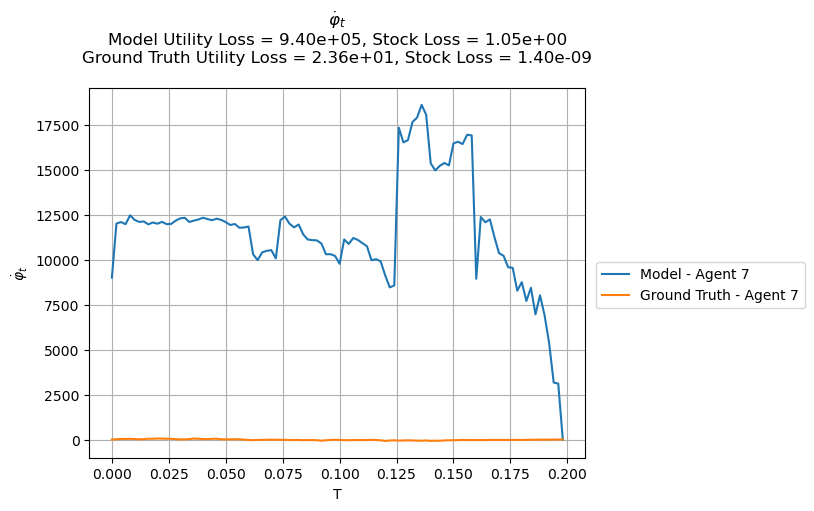 φ̇ₜ
Model Utility Loss = 9.40e+05, Stock Loss = 1.05e+00
Ground Truth Utility Loss = 2.36e+01, Stock Loss = 1.40e-09
17500
15000
12500
10000
7500
5000
2500
0
φ̇ₜ
0.000 0.025 0.050 0.075 0.100 0.125 0.150 0.175 0.200
T
Model - Agent 7
Ground Truth - Agent 7